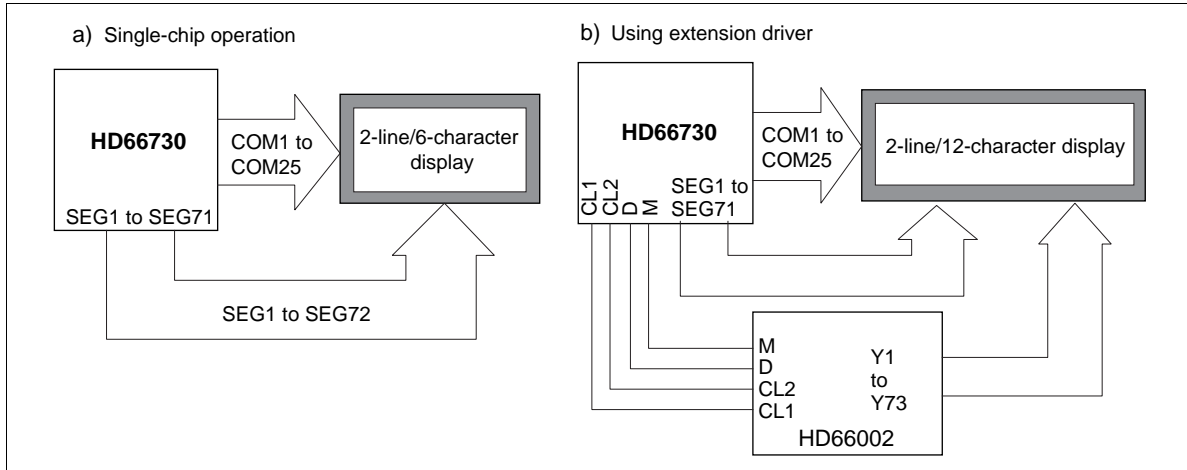 a) Single-chip operation
HD66730
COM1 to
COM25
2-line/6-character
display
SEG1 to SEG71
SEG1 to SEG72
b) Using extension driver
HD66730
COM1 to
COM25
2-line/12-character display
CL1
CL2
D
M
SEG1 to
SEG71
M
D
CL2
CL1
Y1
to
Y73
HD66002